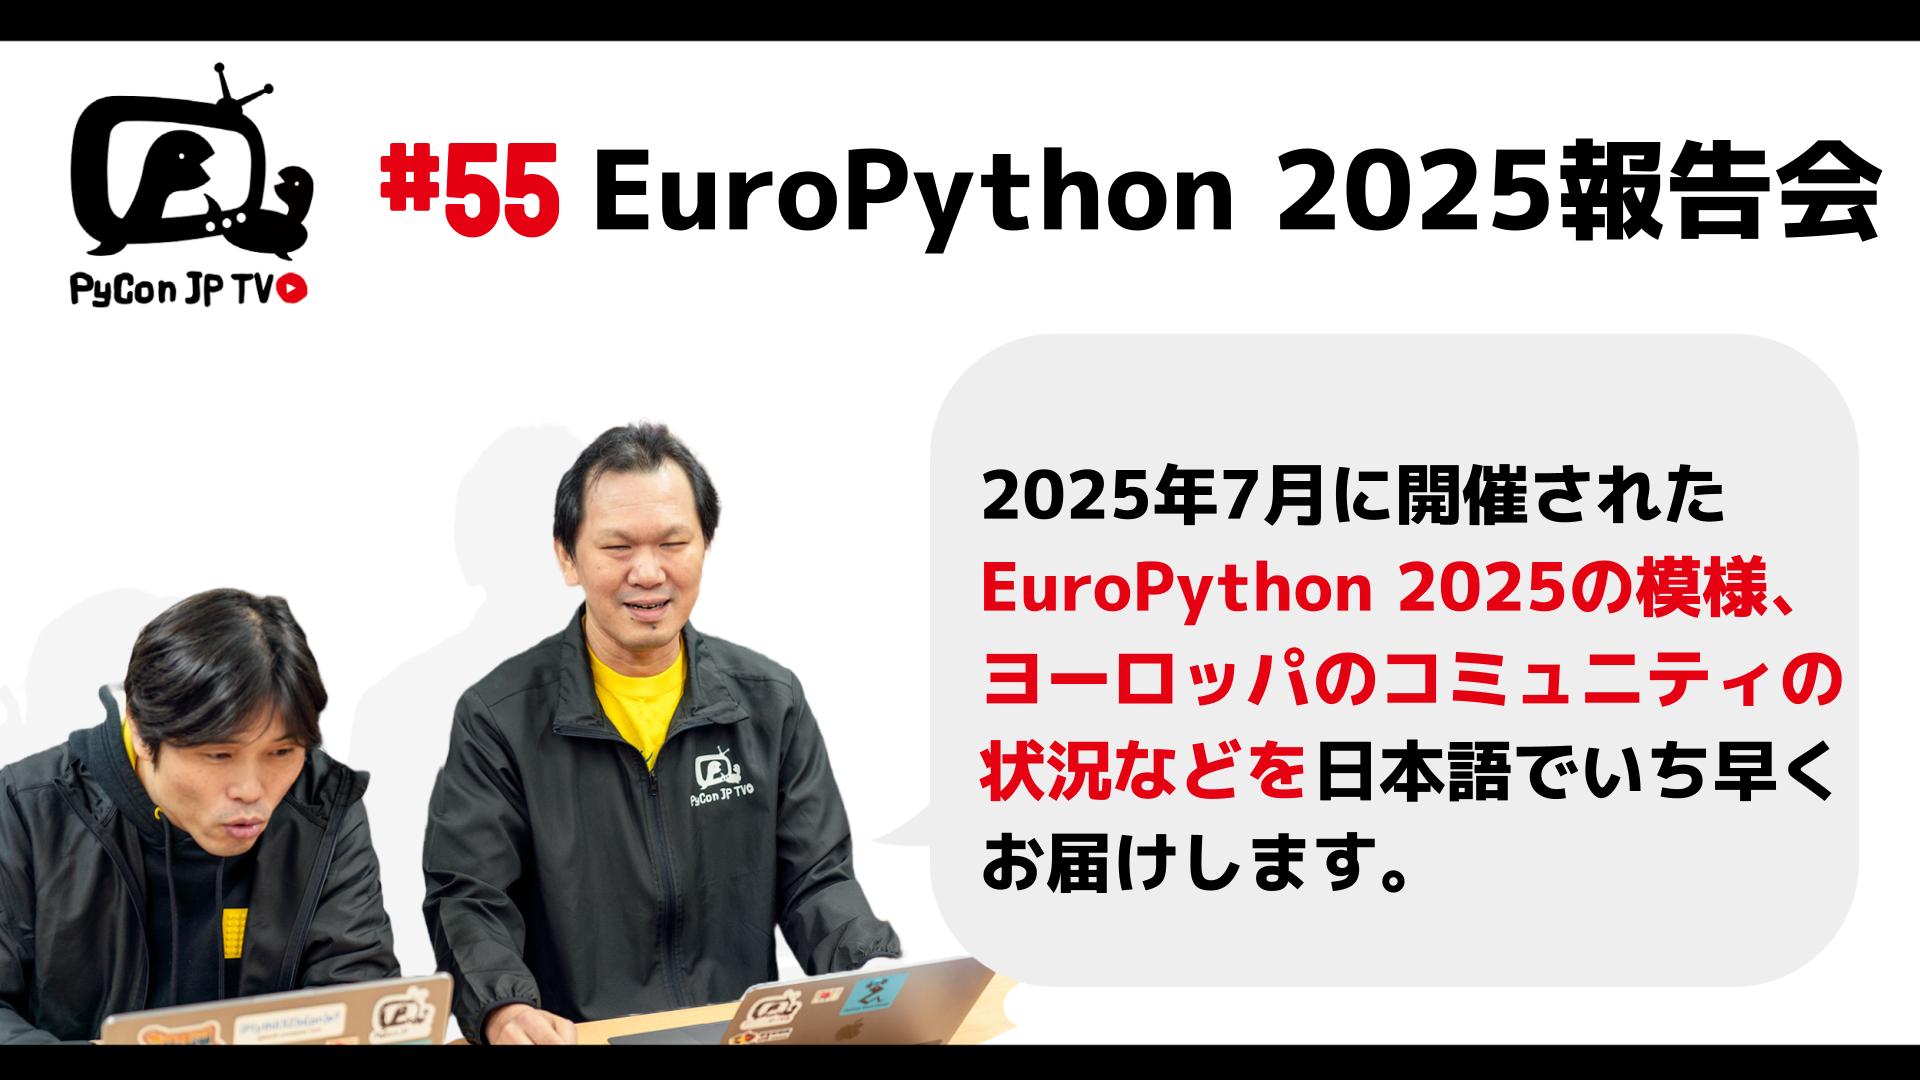 #55 EuroPython 2025報告会
PyCon JP TV
2025年7月に開催された
EuroPython 2025の模様、
ヨーロッパのコミュニティの
状況などを日本語でいち早く
お届けします。
PyCon JP TV